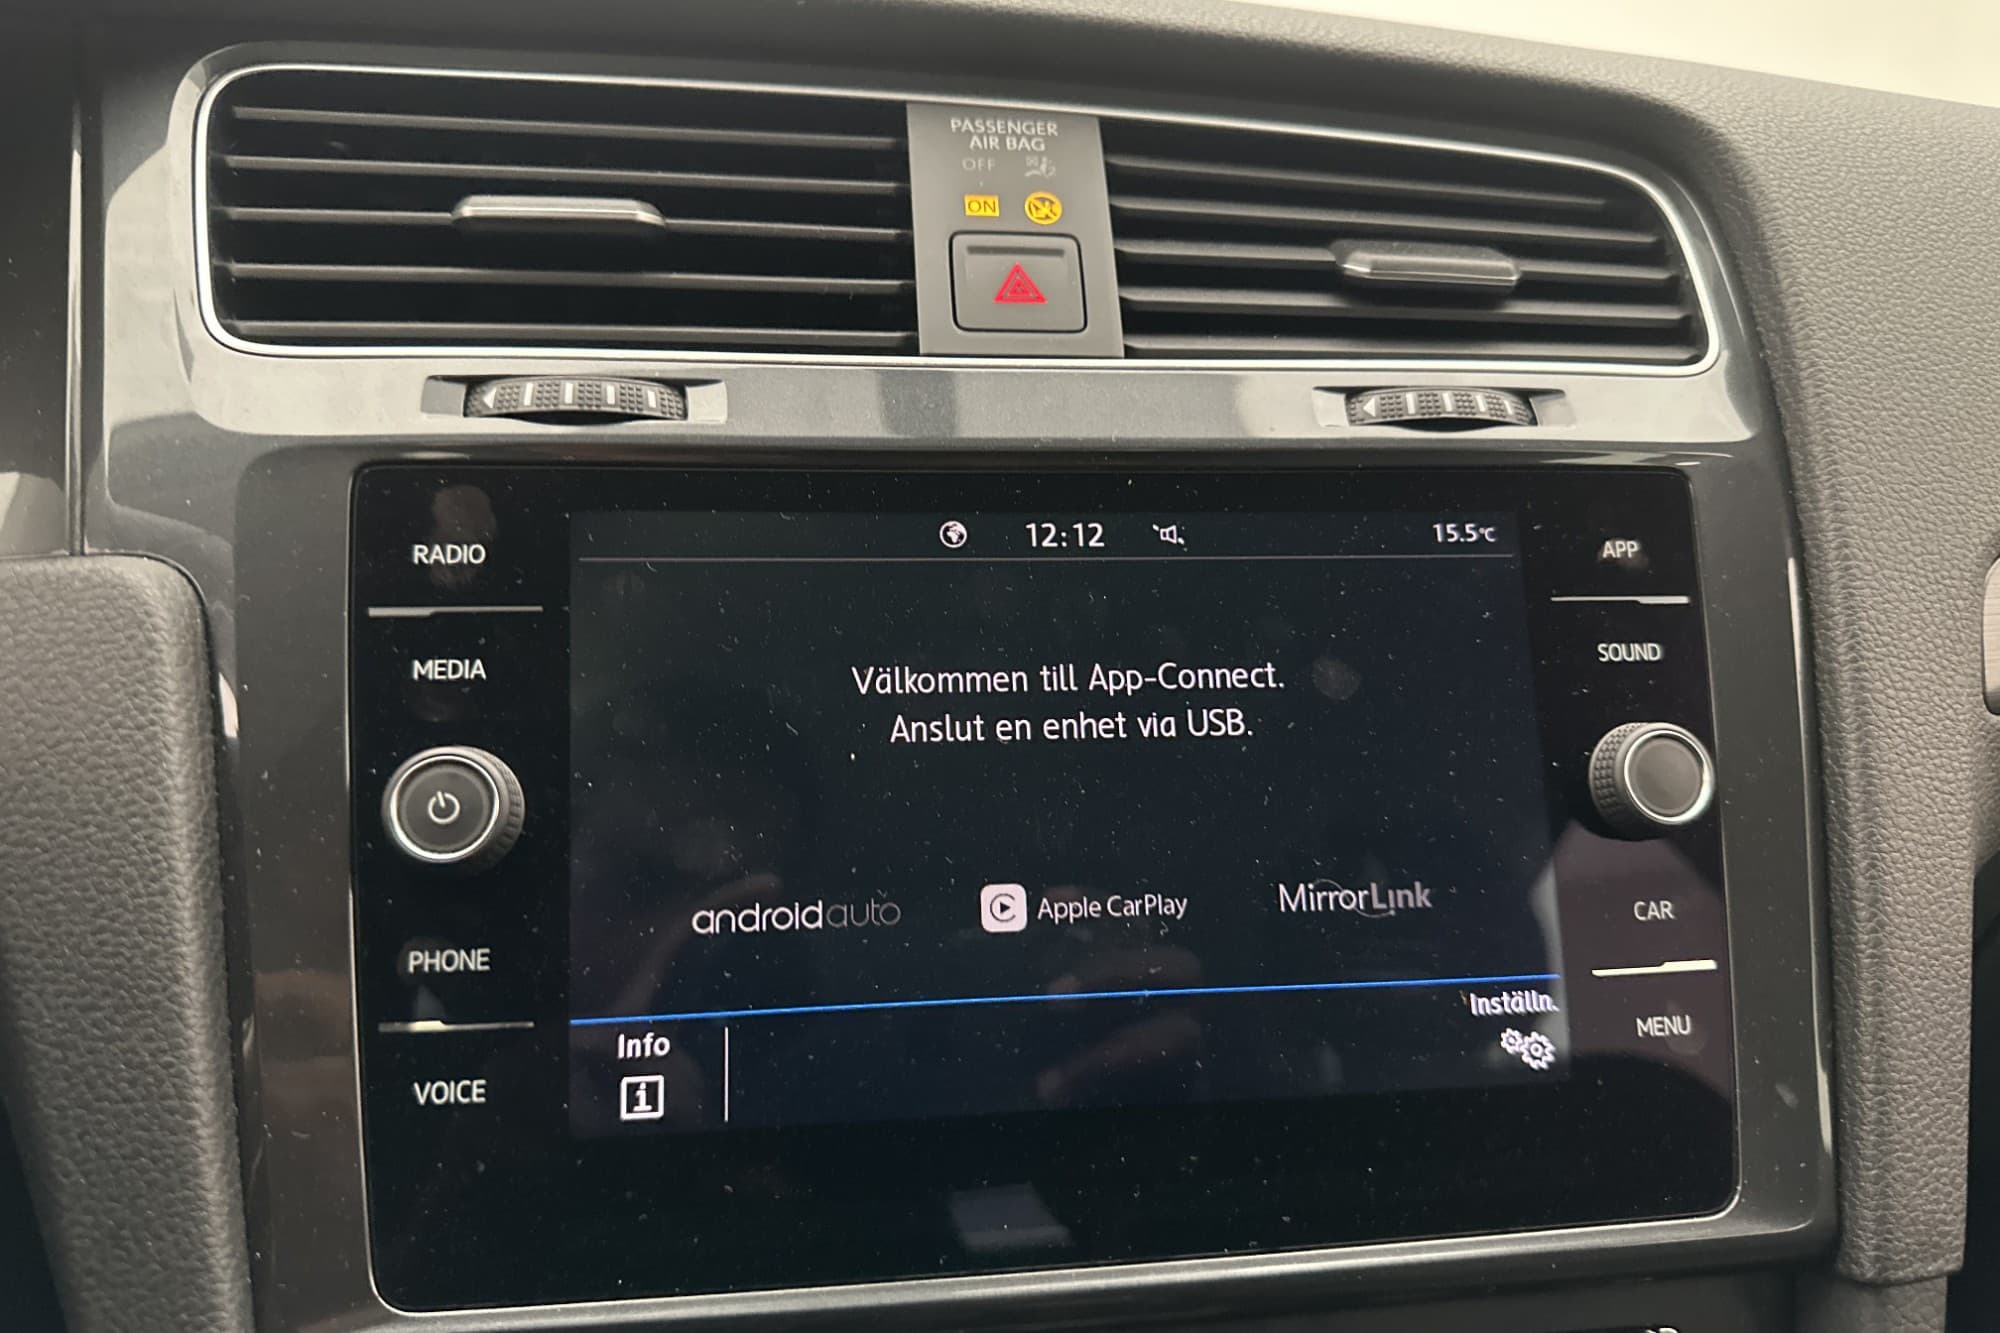 PASSENGER
AIR BAG
OFF
ON
RADIO
MEDIA
PHONE
VOICE
12:12
15.5°C
Välkommen till App-Connect.
Anslut en enhet via USB.
androidauto
Apple CarPlay
MirrorLink
Info
i
Inställn.
APP
SOUND
CAR
MENU